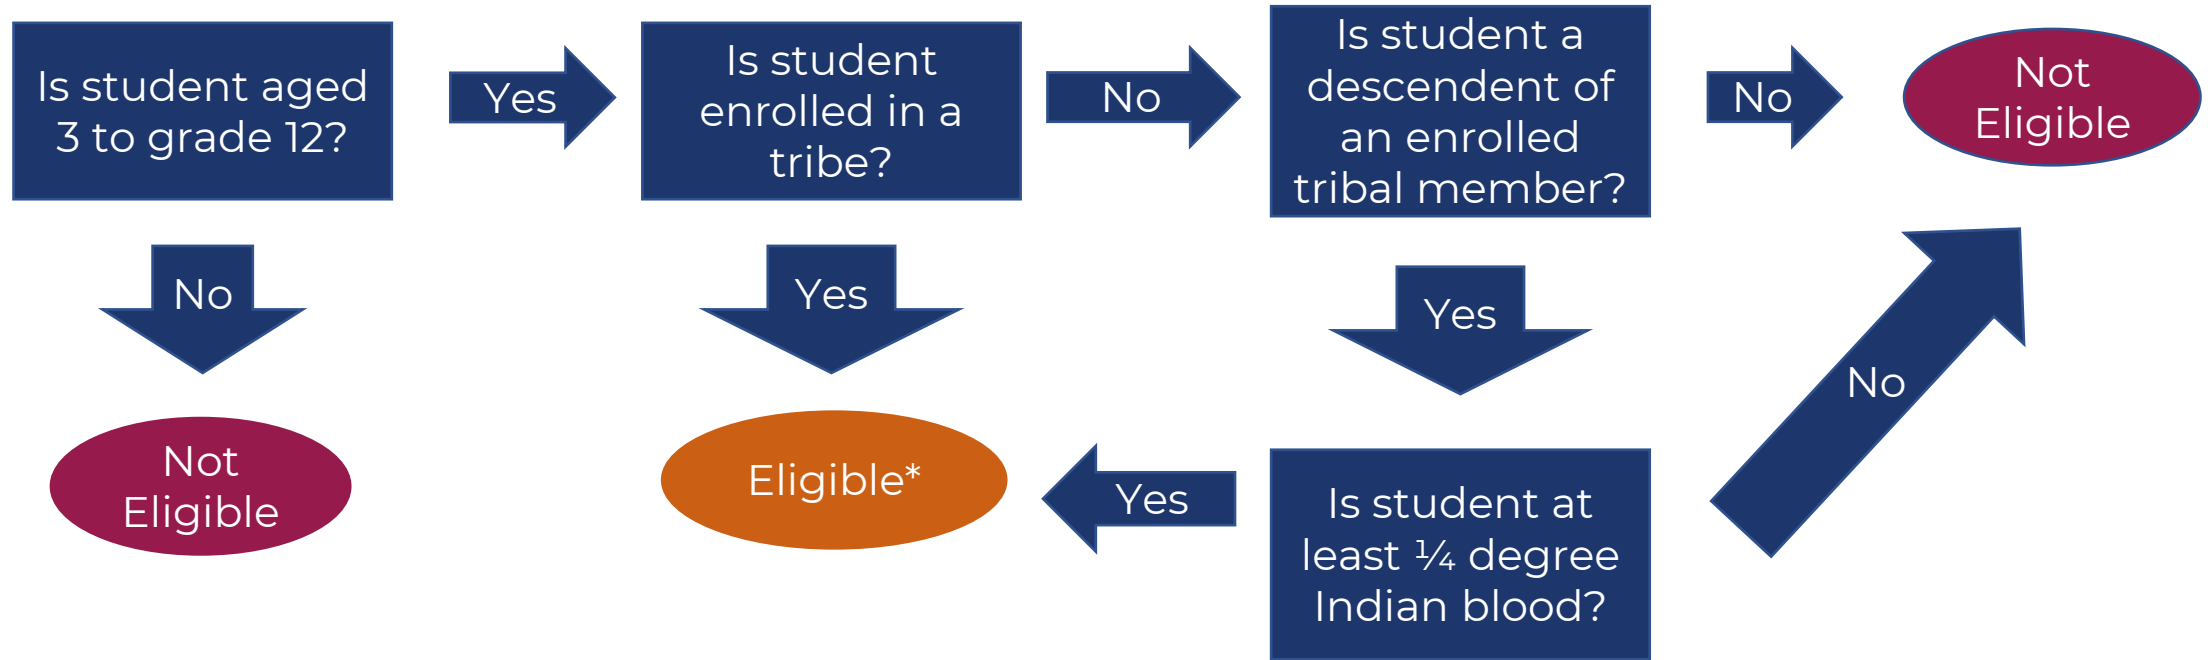 Is student aged
3 to grade 12?
Yes
Is student
enrolled in a
tribe?
No
Is student a
descendent of
an enrolled
tribal member?
No
Not
Eligible
No
Yes
Yes
No
Not
Eligible
Eligible*
Yes
Is student at
least ¼ degree
Indian blood?